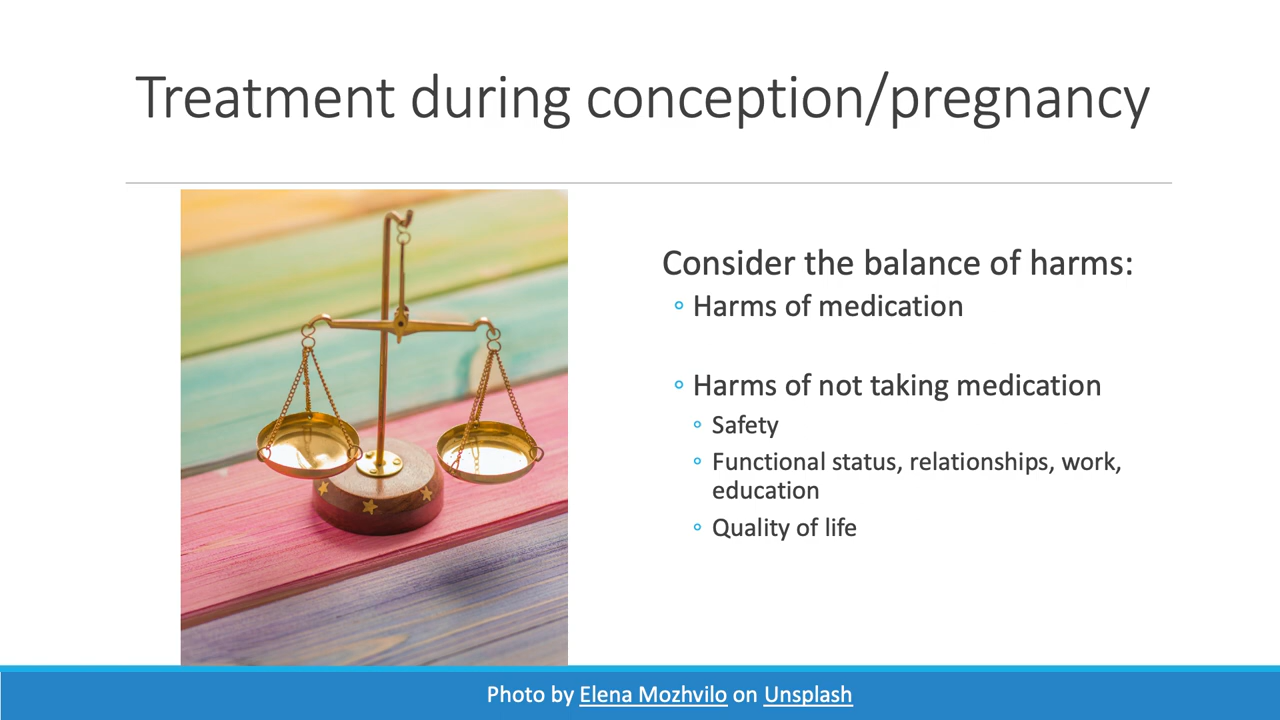 Treatment during conception/pregnancy
Consider the balance of harms:
◦ Harms of medication
◦ Harms of not taking medication
◦ Safety
◦ Functional status, relationships, work,
education
◦ Quality of life
Photo by Elena Mozhvilo on Unsplash